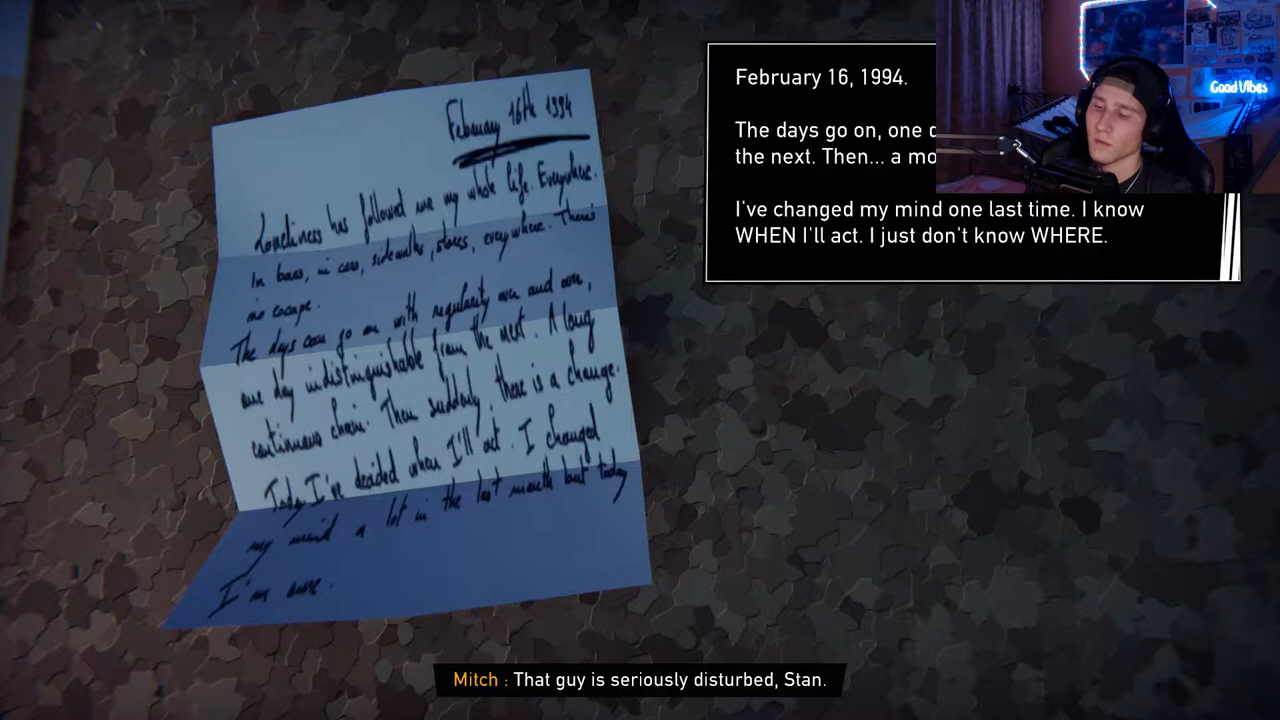 February 16th 1994
Loneliness has followed me my whole life. Everywhere.
In bars, in cars, sidewalks, stores, everywhere. There's
no escape.
The days can go on with regularity over and over,
one day indistinguishable from the next. A long
continuous chain. Then suddenly there is a change.
Today I've decided when I'll act. I changed
my mind a lot in the last month but today
I'm sure.
February 16, 1994.
The days go on, one
the next. Then... a
I've changed my mind one last time. I know
WHEN I'll act. I just don't know WHERE.
Good Vibes
Mitch : That guy is seriously disturbed, Stan.